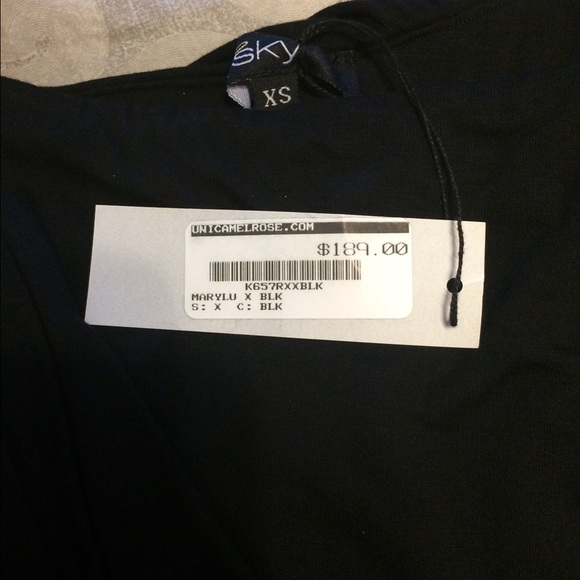 sky
XS
UNICAMELROSE.COM
$189.00
K657RXXBLK
MARYLU X BLK
S: X C: BLK